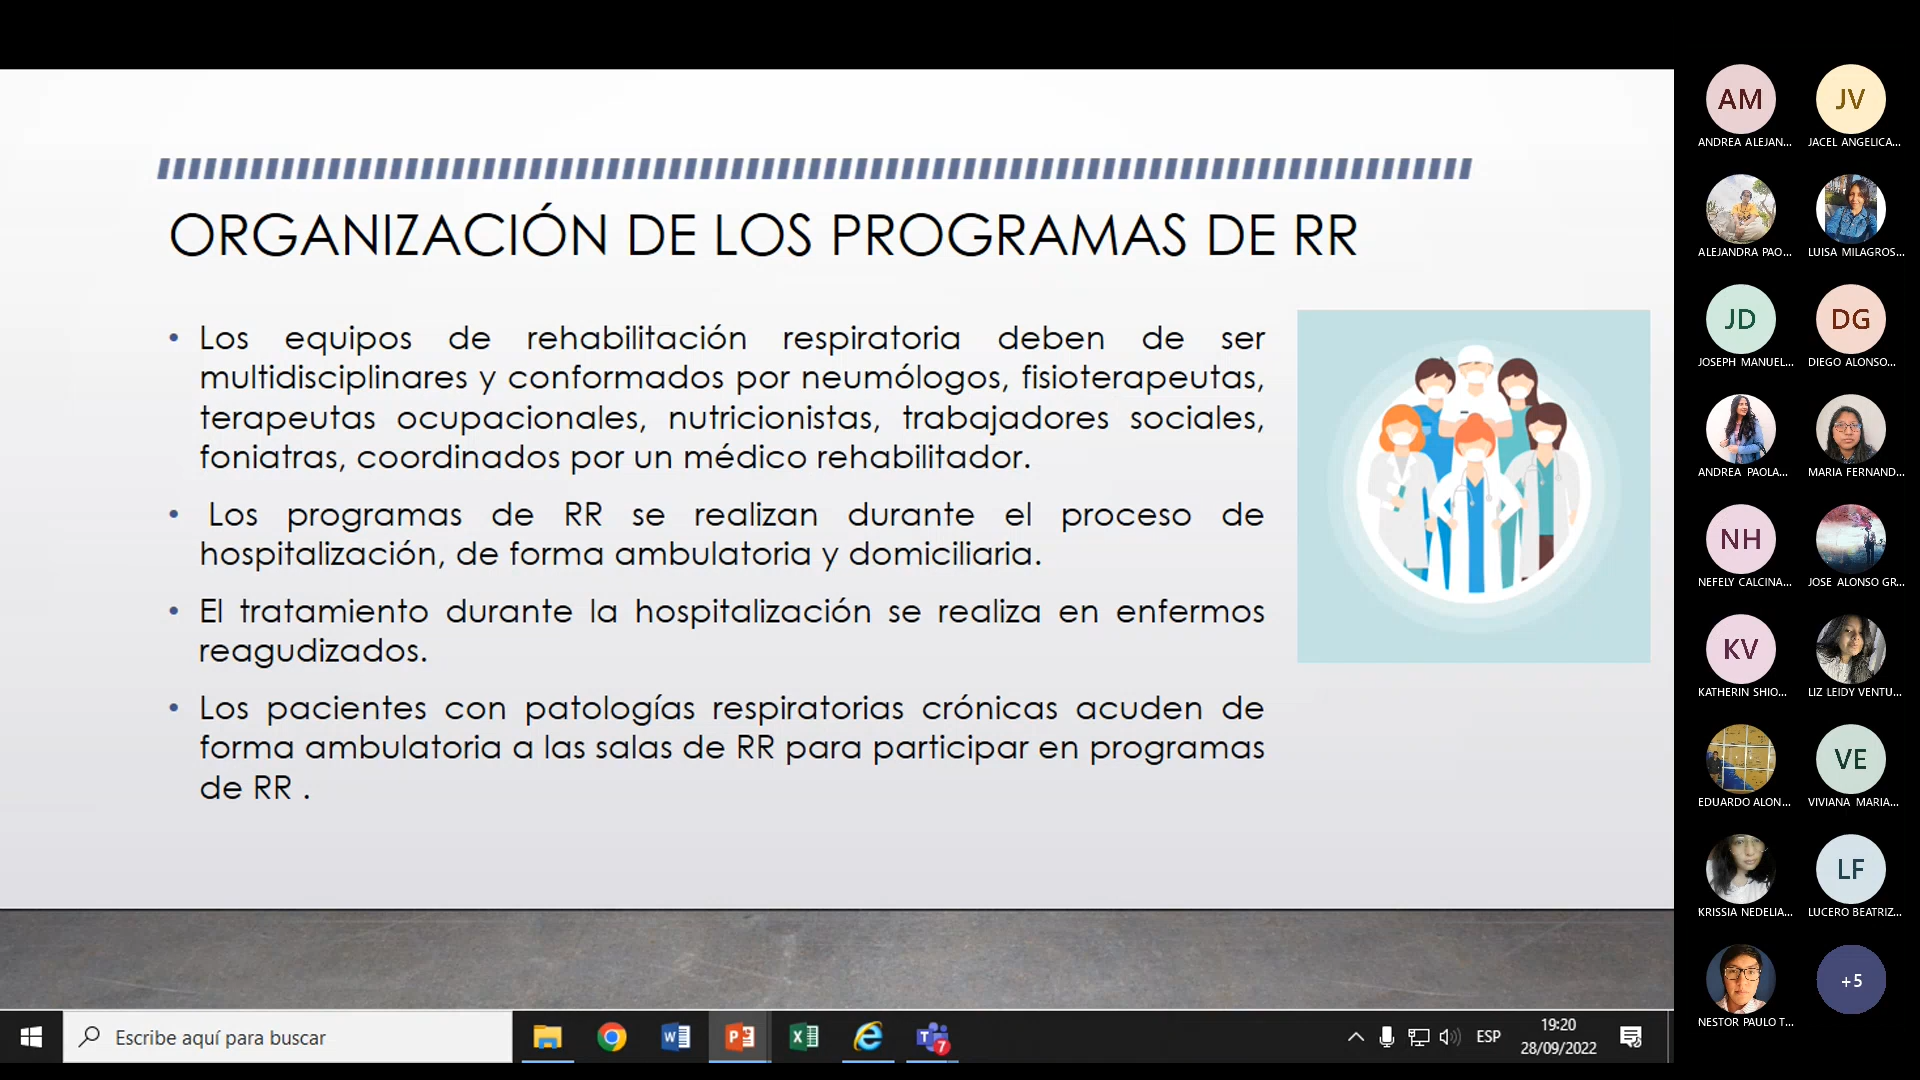 ORGANIZACIÓN DE LOS PROGRAMAS DE RR
• Los equipos de rehabilitación respiratoria deben de ser
multidisciplinares y conformados por neumólogos, fisioterapeutas,
terapeutas ocupacionales, nutricionistas, trabajadores sociales,
foniatras, coordinados por un médico rehabilitador.
• Los programas de RR se realizan durante el proceso de
hospitalización, de forma ambulatoria y domiciliaria.
• El tratamiento durante la hospitalización se realiza en enfermos
reagudizados.
• Los pacientes con patologías respiratorias crónicas acuden de
forma ambulatoria a las salas de RR para participar en programas
de RR .
AM JV
ANDREA ALEJAN... JACEL ANGELICA...
ALEJANDRA PAO... LUISA MILAGROS...
JD DG
JOSEPH MANUEL... DIEGO ALONSO...
ANDREA PAOLA... MARIA FERNAND...
NH
NEFELY CALCINA... JOSE ALONSO GR...
KV
KATHERIN SHIO... LIZ LEIDY VENTU...
VE
EDUARDO ALON... VIVIANA MARIA...
LF
KRISSIA NEDELIA... LUCERO BEATRIZ...
+5
NESTOR PAULO T...
Escribe aquí para buscar
W
P
X
T
7
ESP
19:20
28/09/2022